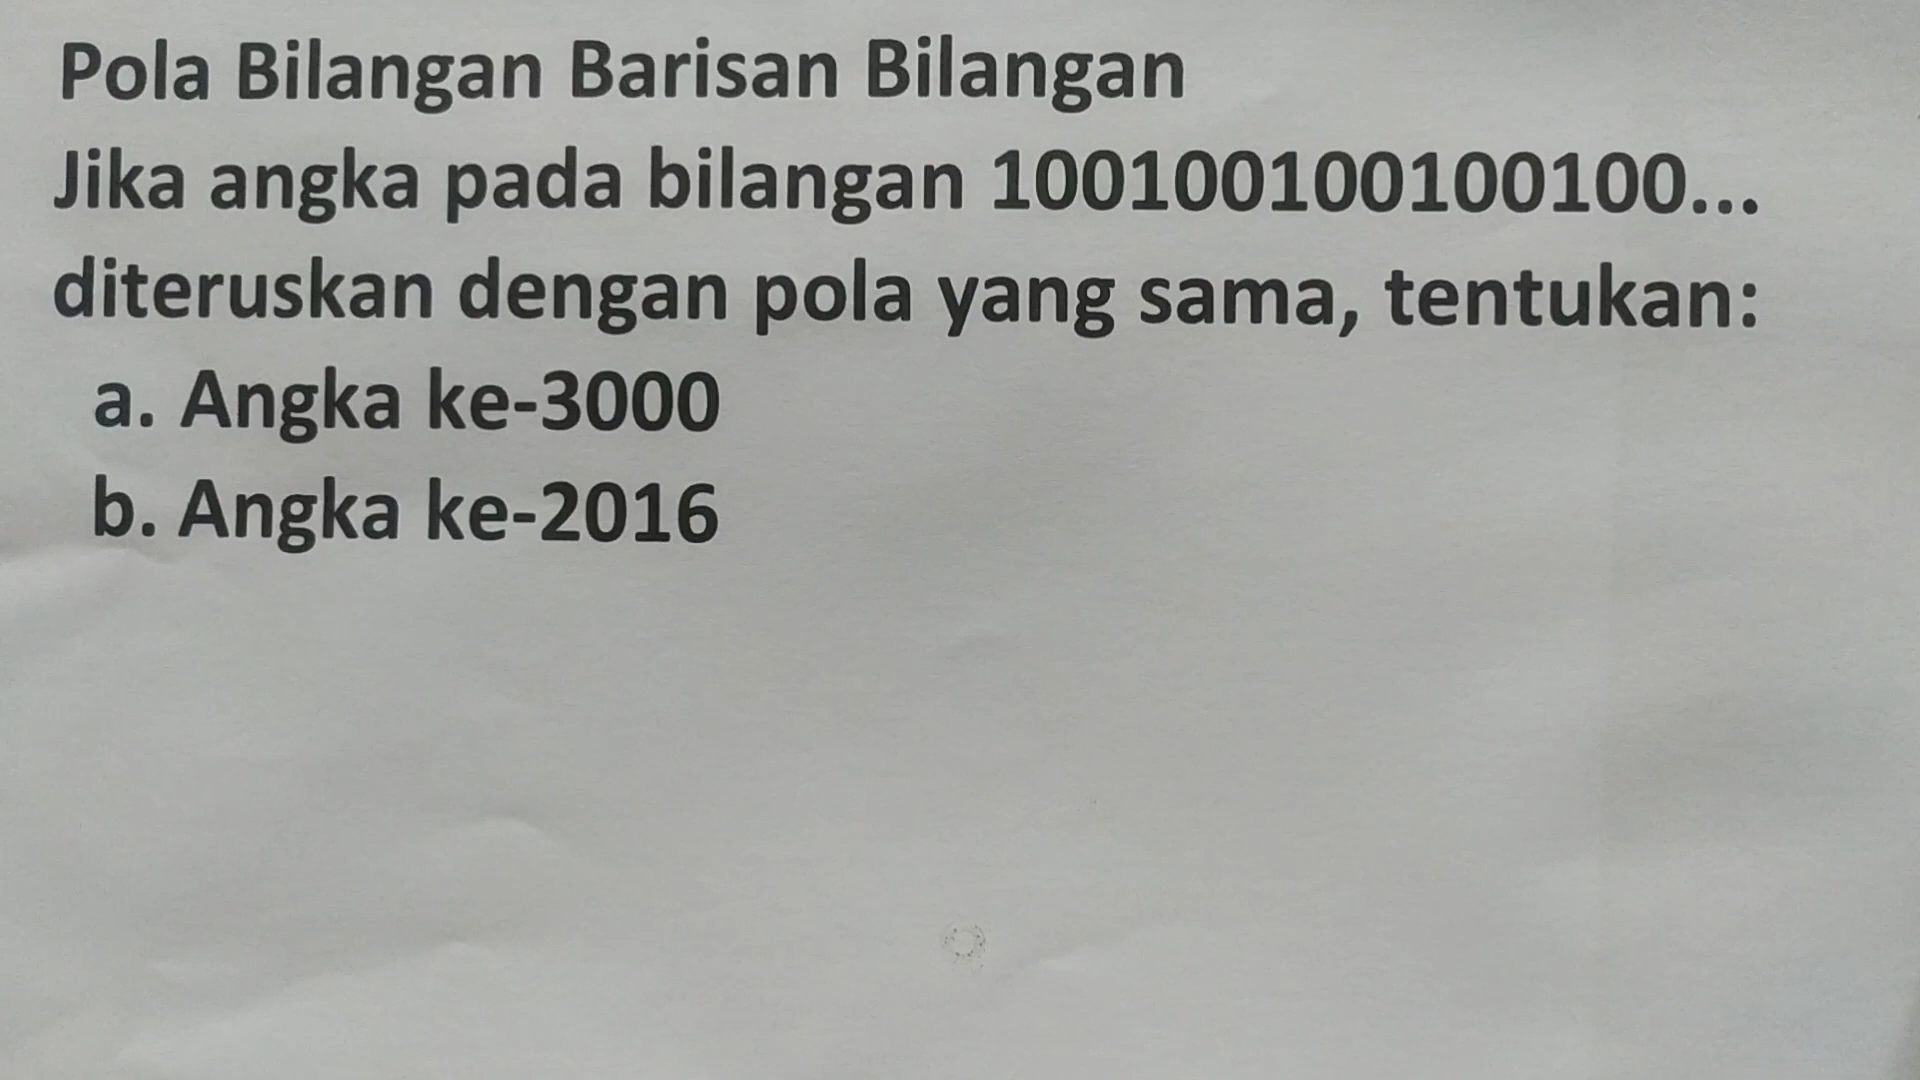 Pola Bilangan Barisan Bilangan
Jika angka pada bilangan 100100100100100...
diteruskan dengan pola yang sama, tentukan:
a. Angka ke-3000
b. Angka ke-2016